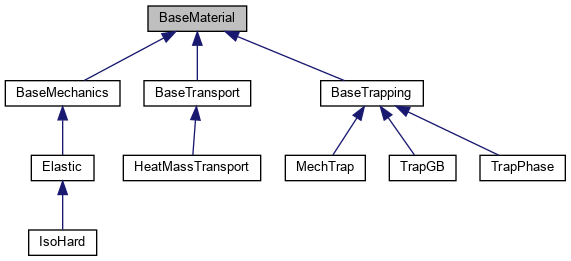 BaseMaterial
BaseMechanics
BaseTransport
BaseTrapping
Elastic
HeatMassTransport
MechTrap
TrapGB
TrapPhase
IsoHard